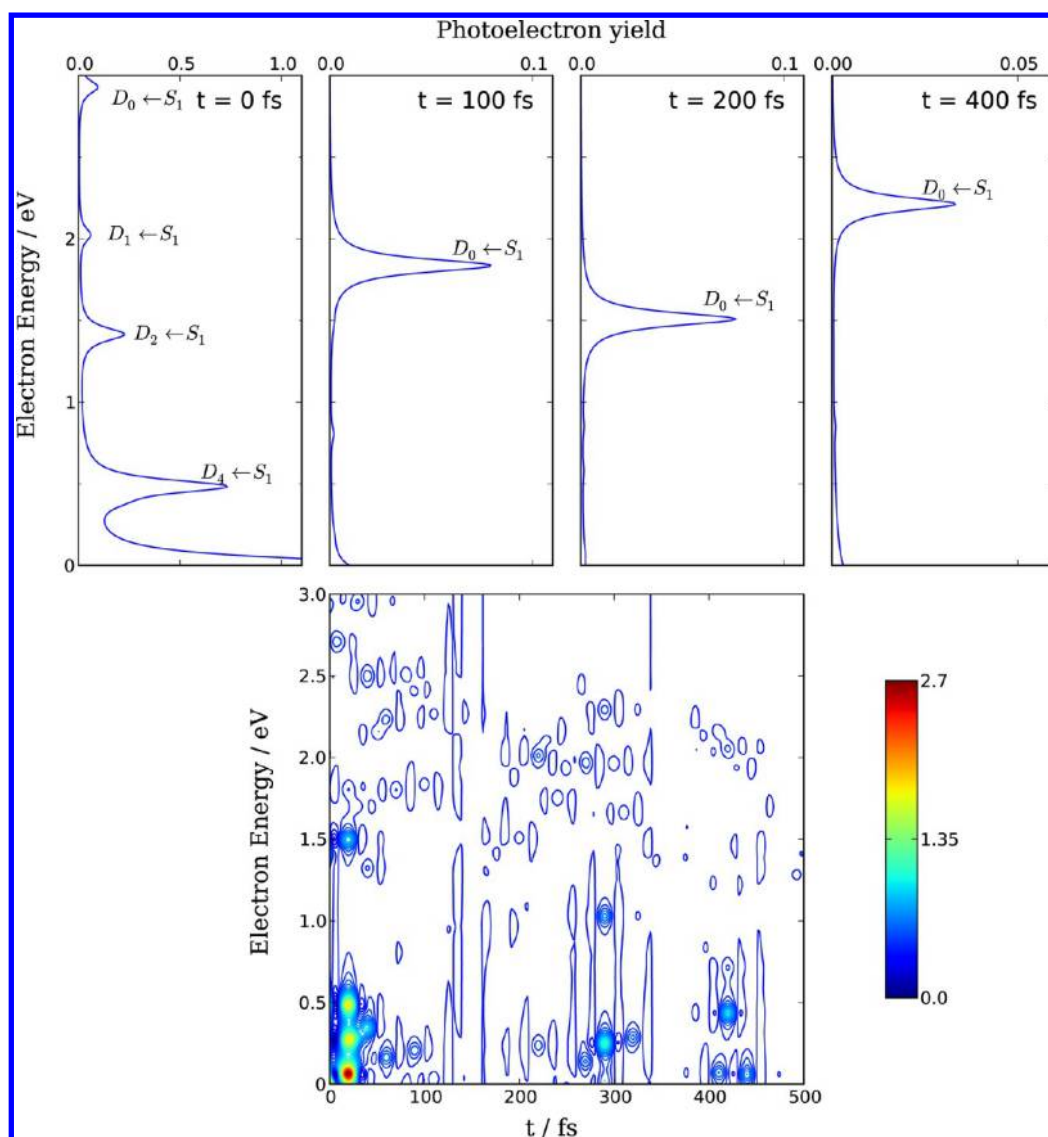 Photoelectron yield
0.0 0.5 1.0 0.0 0.1 0.0 0.1 0.00 0.05
t = 0 fs t = 100 fs t = 200 fs t = 400 fs
D₀ ← S₁
D₁ ← S₁
D₂ ← S₁
D₄ ← S₁
D₀ ← S₁
D₀ ← S₁
D₀ ← S₁
Electron Energy / eV
2
1
0
3.0
2.5
2.0
1.5
1.0
0.5
0
Electron Energy / eV
0 100 200 300 400 500
t / fs
2.7
1.35
0.0